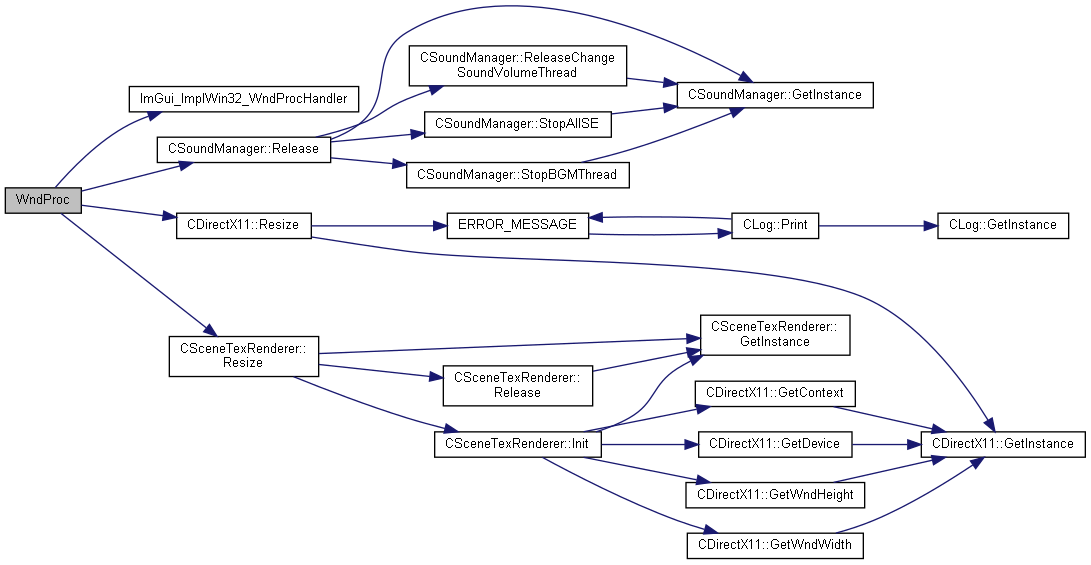 CSoundManager::ReleaseChange
SoundVolumeThread
ImGui_ImplWin32_WndProcHandler
CSoundManager::GetInstance
CSoundManager::StopAllSE
CSoundManager::Release
CSoundManager::StopBGMThread
WndProc
CDirectX11::Resize
ERROR_MESSAGE
CLog::Print
CLog::GetInstance
CSceneTexRenderer::
Resize
CSceneTexRenderer::
GetInstance
CSceneTexRenderer::
Release
CDirectX11::GetContext
CSceneTexRenderer::Init
CDirectX11::GetDevice
CDirectX11::GetInstance
CDirectX11::GetWndHeight
CDirectX11::GetWndWidth